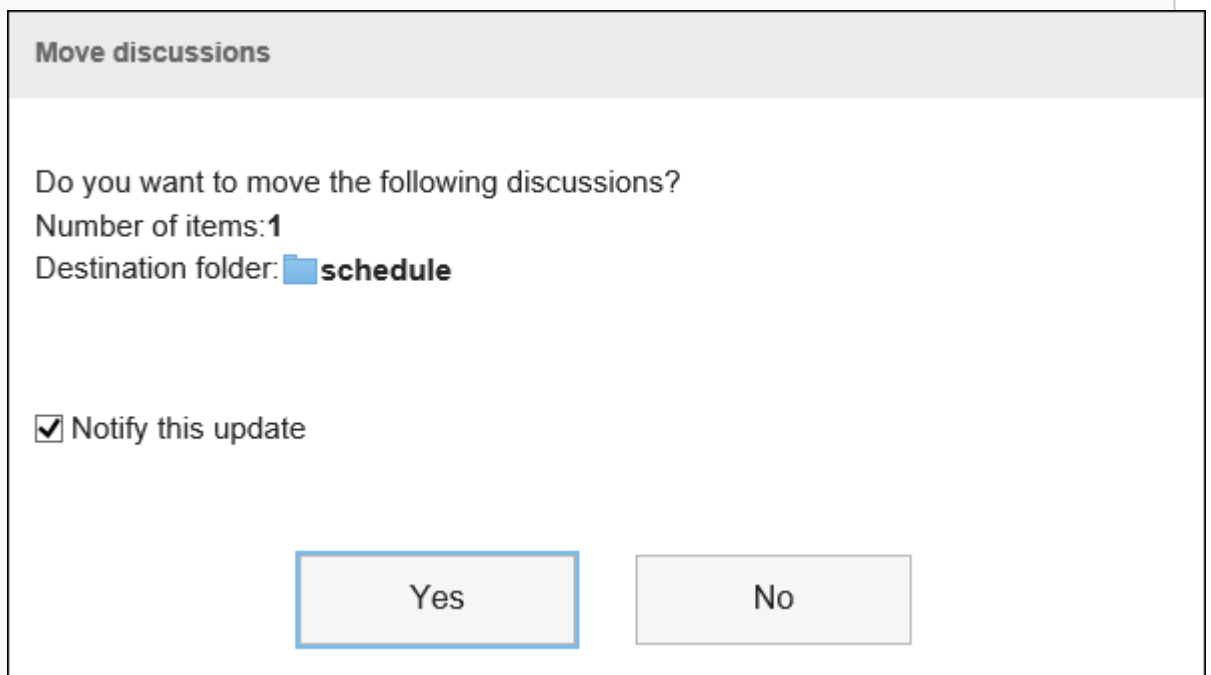 Move discussions
Do you want to move the following discussions?
Number of items:1
Destination folder: schedule
Notify this update
Yes
No